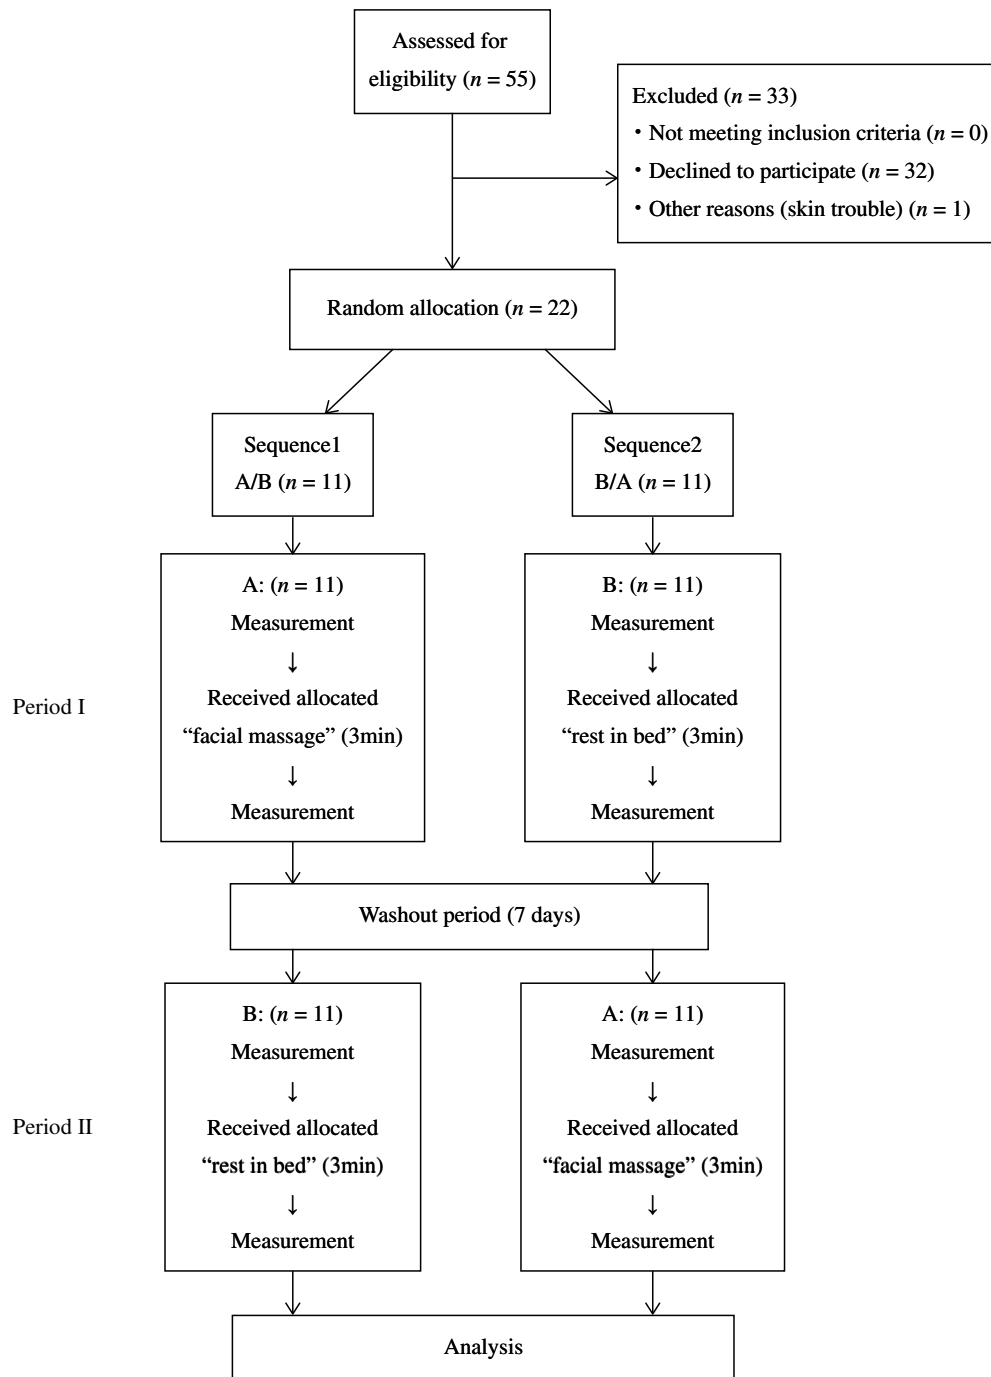 Assessed for
eligibility (n = 55)
Excluded (n = 33)
• Not meeting inclusion criteria (n = 0)
• Declined to participate (n = 32)
• Other reasons (skin trouble) (n = 1)
Random allocation (n = 22)
Sequence1
A/B (n = 11)
Sequence2
B/A (n = 11)
Period I
A: (n = 11)
Measurement
↓
Received allocated
“facial massage” (3min)
↓
Measurement
B: (n = 11)
Measurement
↓
Received allocated
“rest in bed” (3min)
↓
Measurement
Washout period (7 days)
Period II
B: (n = 11)
Measurement
↓
Received allocated
“rest in bed” (3min)
↓
Measurement
A: (n = 11)
Measurement
↓
Received allocated
“facial massage” (3min)
↓
Measurement
Analysis